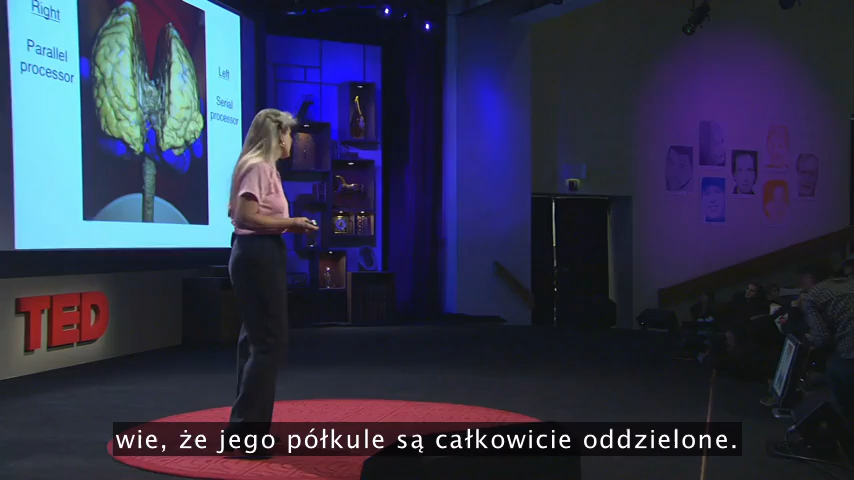 Right
Parallel
processor
Left
Serial
processor
TED
wie, że jego półkule są całkowicie oddzielone.